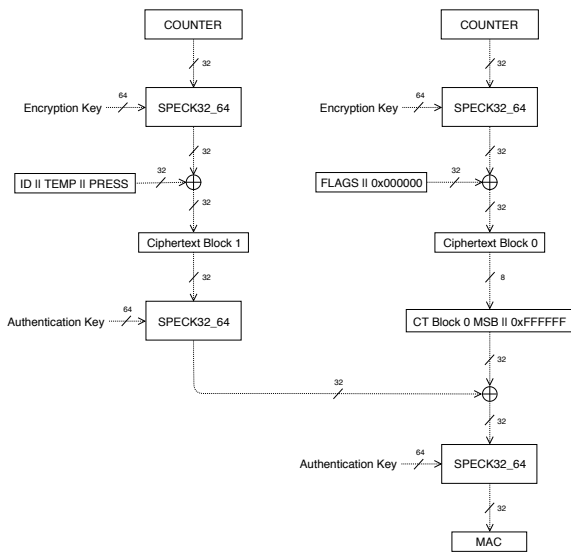 COUNTER
COUNTER
32
32
64
64
Encryption Key
SPECK32_64
Encryption Key
SPECK32_64
32
32
32
32
ID II TEMP II PRESS
FLAGS II 0x000000
32
32
Ciphertext Block 1
Ciphertext Block 0
32
8
64
Authentication Key
SPECK32_64
CT Block 0 MSB II 0xFFFFFF
32
32
32
64
Authentication Key
SPECK32_64
32
MAC